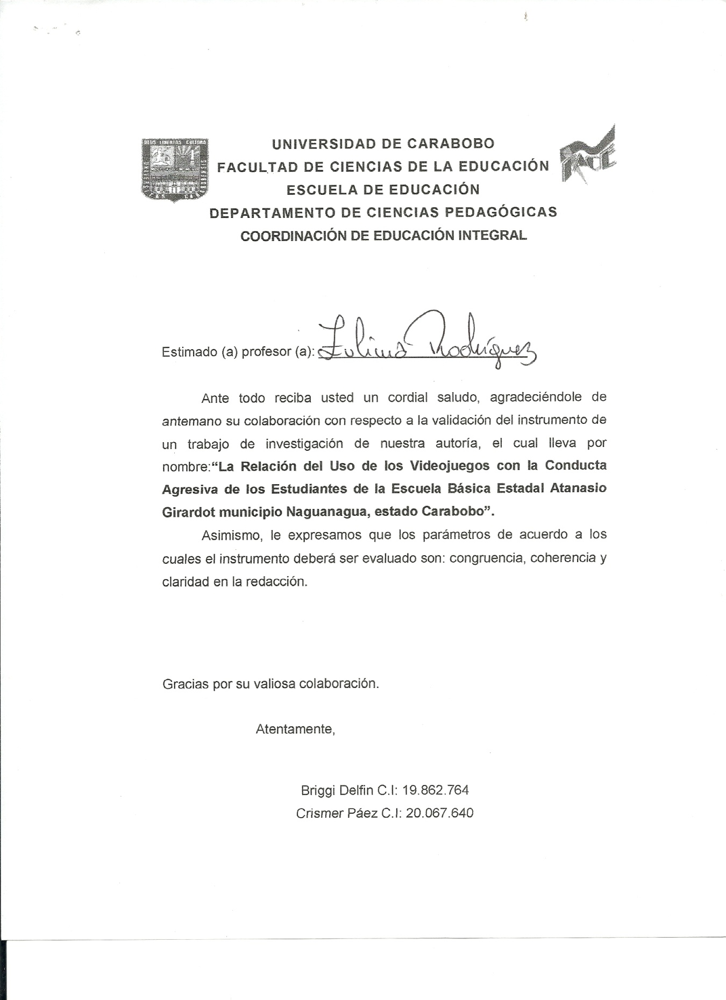 UNIVERSIDAD DE CARABOBO
FACULTAD DE CIENCIAS DE LA EDUCACIÓN
ESCUELA DE EDUCACIÓN
DEPARTAMENTO DE CIENCIAS PEDAGÓGICAS
COORDINACIÓN DE EDUCACIÓN INTEGRAL
FACE
Estimado (a) profesor (a): Zulima Rodríguez
Ante todo reciba usted un cordial saludo, agradeciéndole de
antemano su colaboración con respecto a la validación del instrumento de
un trabajo de investigación de nuestra autoría, el cual lleva por
nombre:“La Relación del Uso de los Videojuegos con la Conducta
Agresiva de los Estudiantes de la Escuela Básica Estadal Atanasio
Girardot municipio Naguanagua, estado Carabobo”.
Asimismo, le expresamos que los parámetros de acuerdo a los
cuales el instrumento deberá ser evaluado son: congruencia, coherencia y
claridad en la redacción.
Gracias por su valiosa colaboración.
Atentamente,
Briggi Delfin C.I: 19.862.764
Crismer Páez C.I: 20.067.640